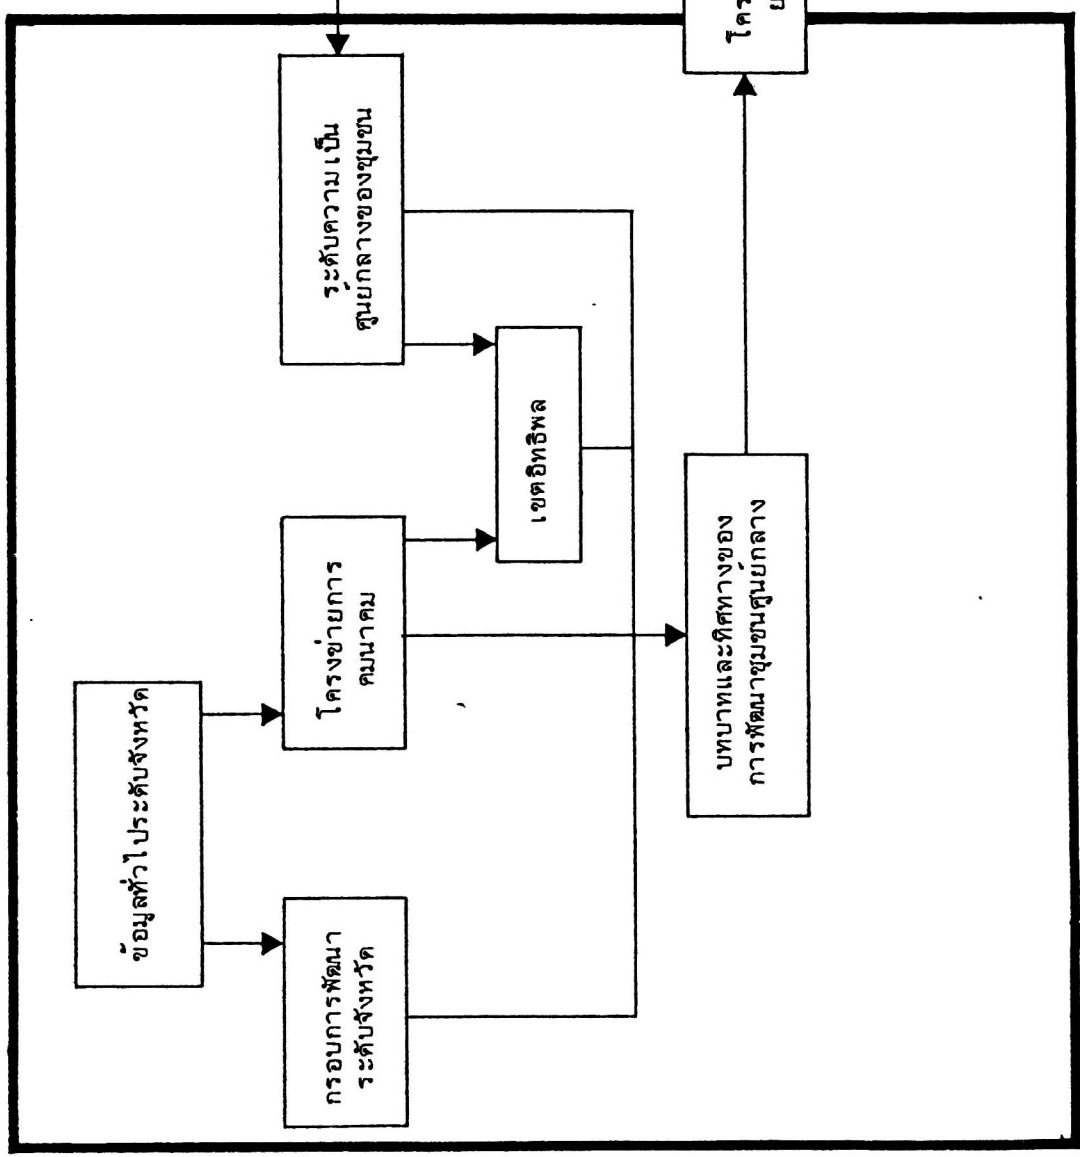 ข้อมูลทั่วไประดับจังหวัด
กรอบการพัฒนา
ระดับจังหวัด
โครงข่ายการ
คมนาคม
ระดับความเป็น
ศูนย์กลางของชุมชน
เขตอิทธิพล
บทบาทและทิศทางของ
การพัฒนาชุมชนศูนย์กลาง